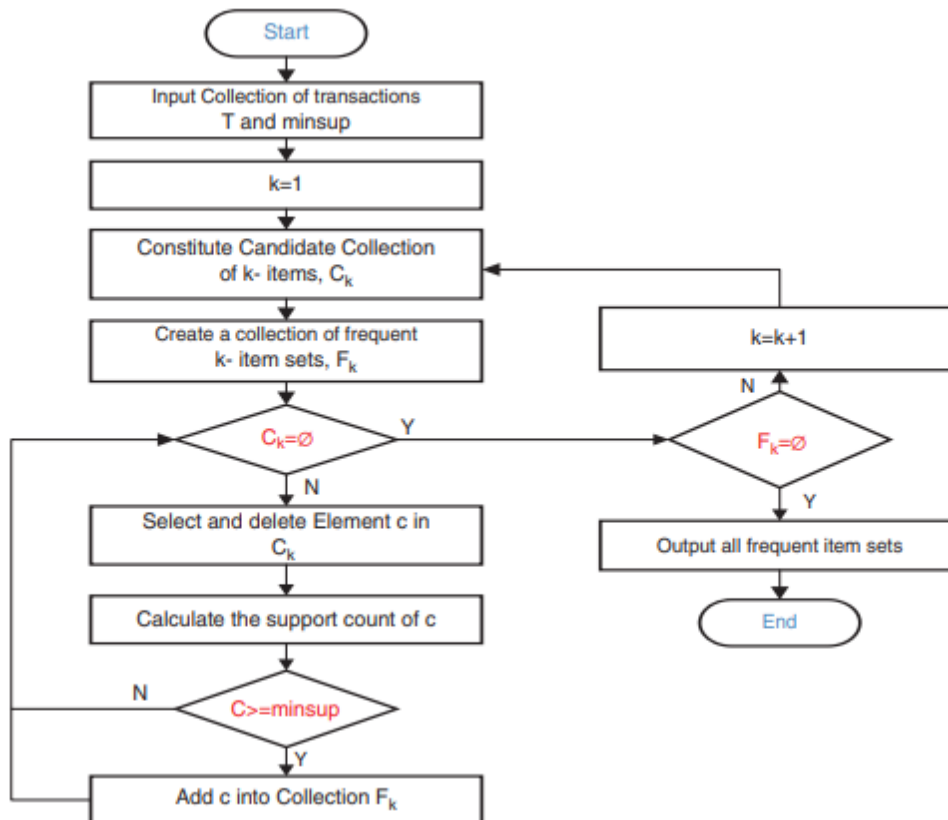 Start
Input Collection of transactions
T and minsup
k=1
Constitute Candidate Collection
of k- items, Cₖ
Create a collection of frequent
k- item sets, Fₖ
Cₖ=∅
Y
N
Select and delete Element c in
Cₖ
Calculate the support count of c
C>=minsup
N
Y
Add c into Collection Fₖ
k=k+1
N
Fₖ=∅
Y
Output all frequent item sets
End